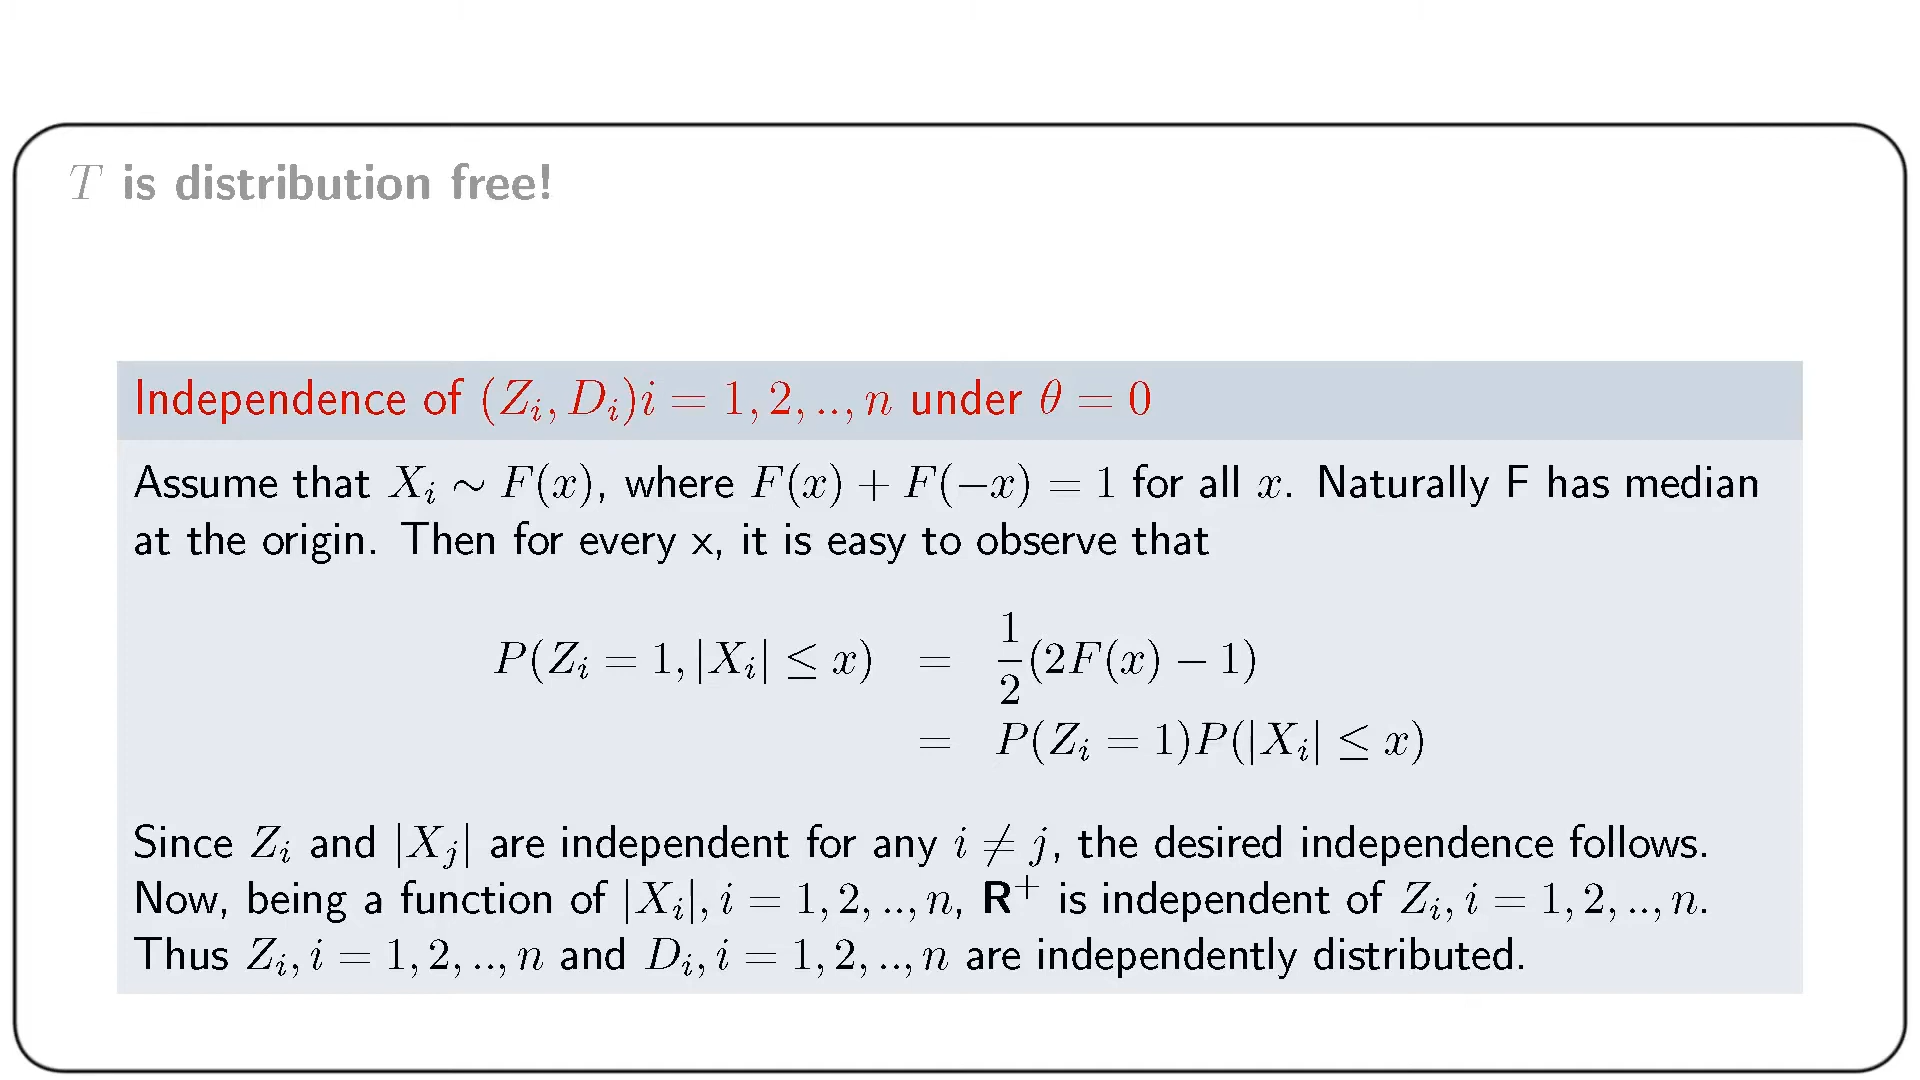 T is distribution free!
Independence of (Z_i, D_i)i = 1, 2, .., n under θ = 0
Assume that X_i ∼ F(x), where F(x) + F(−x) = 1 for all x. Naturally F has median
at the origin. Then for every x, it is easy to observe that
P(Z_i = 1, |X_i| ≤ x) = \frac{1}{2}(2F(x) − 1)
= P(Z_i = 1)P(|X_i| ≤ x)
Since Z_i and |X_j| are independent for any i ≠ j, the desired independence follows.
Now, being a function of |X_i|, i = 1, 2, .., n, R^+ is independent of Z_i, i = 1, 2, .., n.
Thus Z_i, i = 1, 2, .., n and D_i, i = 1, 2, .., n are independently distributed.